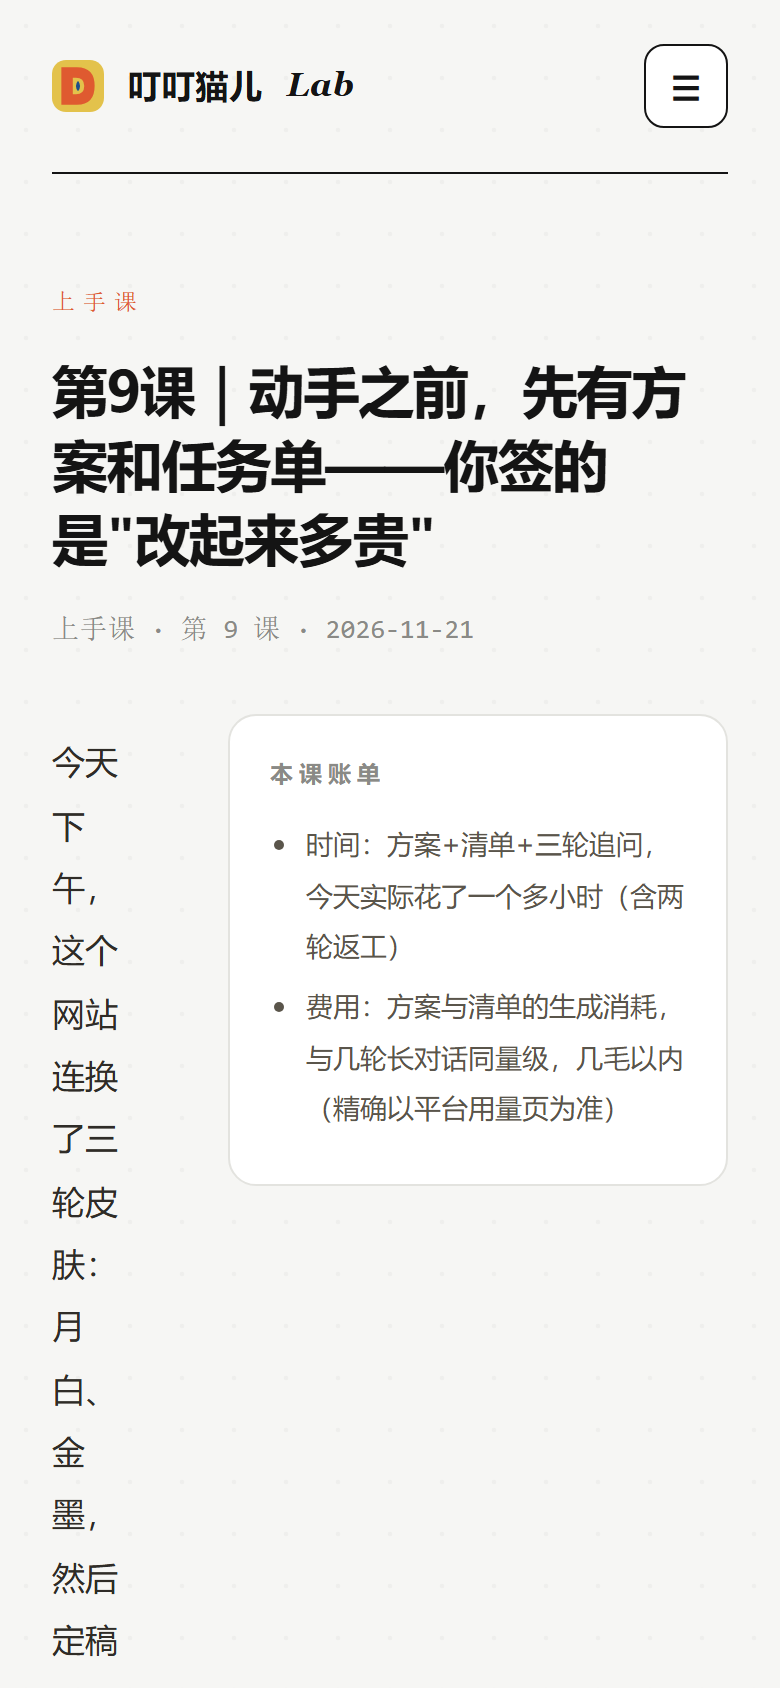 叮叮猫儿 Lab
上手课
第9课｜动手之前，先有方
案和任务单——你签的
是"改起来多贵"
上手课 · 第 9 课 · 2026-11-21
今天
下
午，
这个
网站
连换
了三
轮皮
肤：
月
白、
金
墨，
然后
定稿
本课账单
时间：方案+清单+三轮追问，
今天实际花了一个多小时（含两
轮返工）
费用：方案与清单的生成消耗，
与几轮长对话同量级，几毛以内
（精确以平台用量页为准）